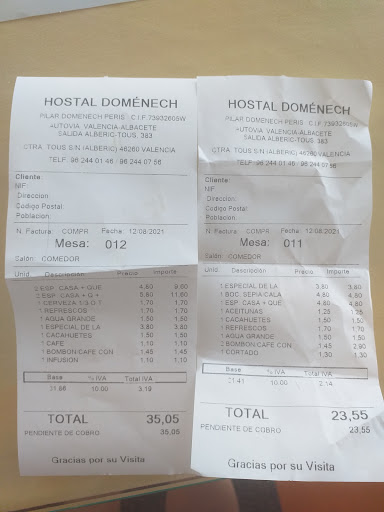 HOSTAL DOMÉNECH
PILAR DOMENECH PERIS C.I.F. 73932605W
AUTOVIA VALENCIA-ALBACETE
SALIDA ALBERIC-TOUS, 383
CTRA. TOUS S/N (ALBERIC) 46260 VALENCIA
TELF: 96 244 01 46 / 96 244 07 56
Cliente:
NIF:
Direccion:
Codigo Postal:
Poblacion:
N. Factura: COMPR Fecha: 12/08/2021
Mesa: 012
Salón: COMEDOR
Unid. Descripción Precio Importe
2 ESP. CASA + QUE 4,80 9,60
2 ESP. CASA + Q + 5,80 11,60
1 CERVEZA 1/3 O T 1,70 1,70
1 REFRESCOS 1,70 1,70
1 AGUA GRANDE 1,50 1,50
1 ESPECIAL DE LA 3,80 3,80
1 CACAHUETES 1,50 1,50
1 CAFE 1,10 1,10
1 BOMBON/CAFE CON 1,45 1,45
1 INFUSION 1,10 1,10
Base % IVA Total IVA
31,86 10,00 3,19
TOTAL 35,05
PENDIENTE DE COBRO 35,05
Gracias por su Visita
HOSTAL DOMÉNECH
PILAR DOMENECH PERIS C.I.F. 73932605W
AUTOVIA VALENCIA-ALBACETE
SALIDA ALBERIC-TOUS, 383
CTRA. TOUS S/N (ALBERIC) 46260 VALENCIA
TELF: 96 244 01 46 / 96 244 07 56
Cliente:
NIF:
Direccion:
Codigo Postal:
Poblacion:
N. Factura: COMPR Fecha: 12/08/2021
Mesa: 011
Salón: COMEDOR
Unid. Descripción Precio Importe
1 ESPECIAL DE LA 3,80 3,80
1 BOC. SEPIA/CALA 4,80 4,80
1 ESP. CASA + QUE 4,80 4,80
1 ACEITUNAS 1,25 1,25
1 CACAHUETES 1,50 1,50
1 REFRESCOS 1,70 1,70
1 AGUA GRANDE 1,50 1,50
2 BOMBON/CAFE CON 1,45 2,90
1 CORTADO 1,30 1,30
Base % IVA Total IVA
21,41 10,00 2,14
TOTAL 23,55
PENDIENTE DE COBRO 23,55
Gracias por su Visita